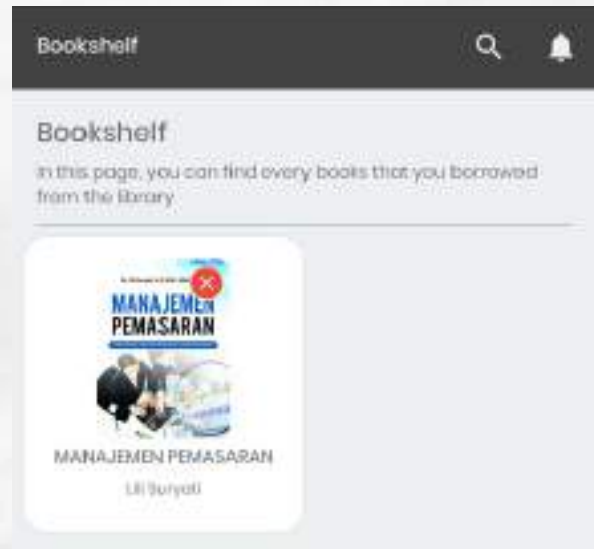 Bookshelf
Bookshelf
In this page, you can find every books that you borrowed
from the library
MANAJEMEN
PEMASARAN
MANAJEMEN PEMASARAN
Lili Suryati